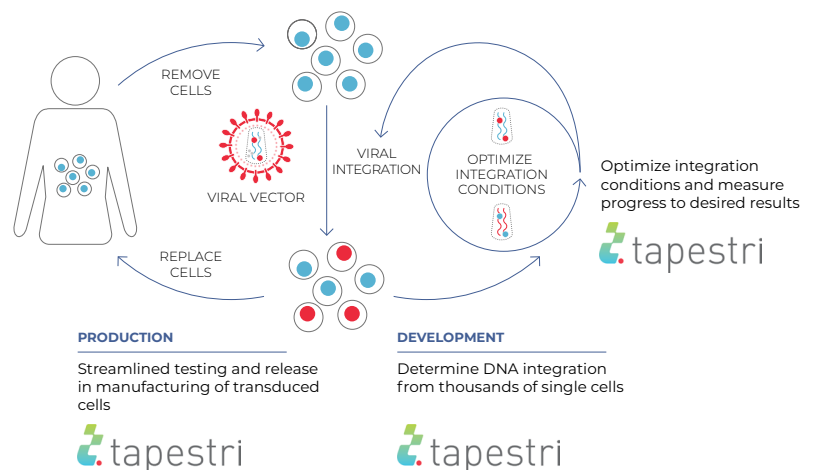 REMOVE
CELLS
VIRAL VECTOR
VIRAL
INTEGRATION
OPTIMIZE
INTEGRATION
CONDITIONS
Optimize integration
conditions and measure
progress to desired results
tapestri
REPLACE
CELLS
PRODUCTION
Streamlined testing and release
in manufacturing of transduced
cells
tapestri
DEVELOPMENT
Determine DNA integration
from thousands of single cells
tapestri